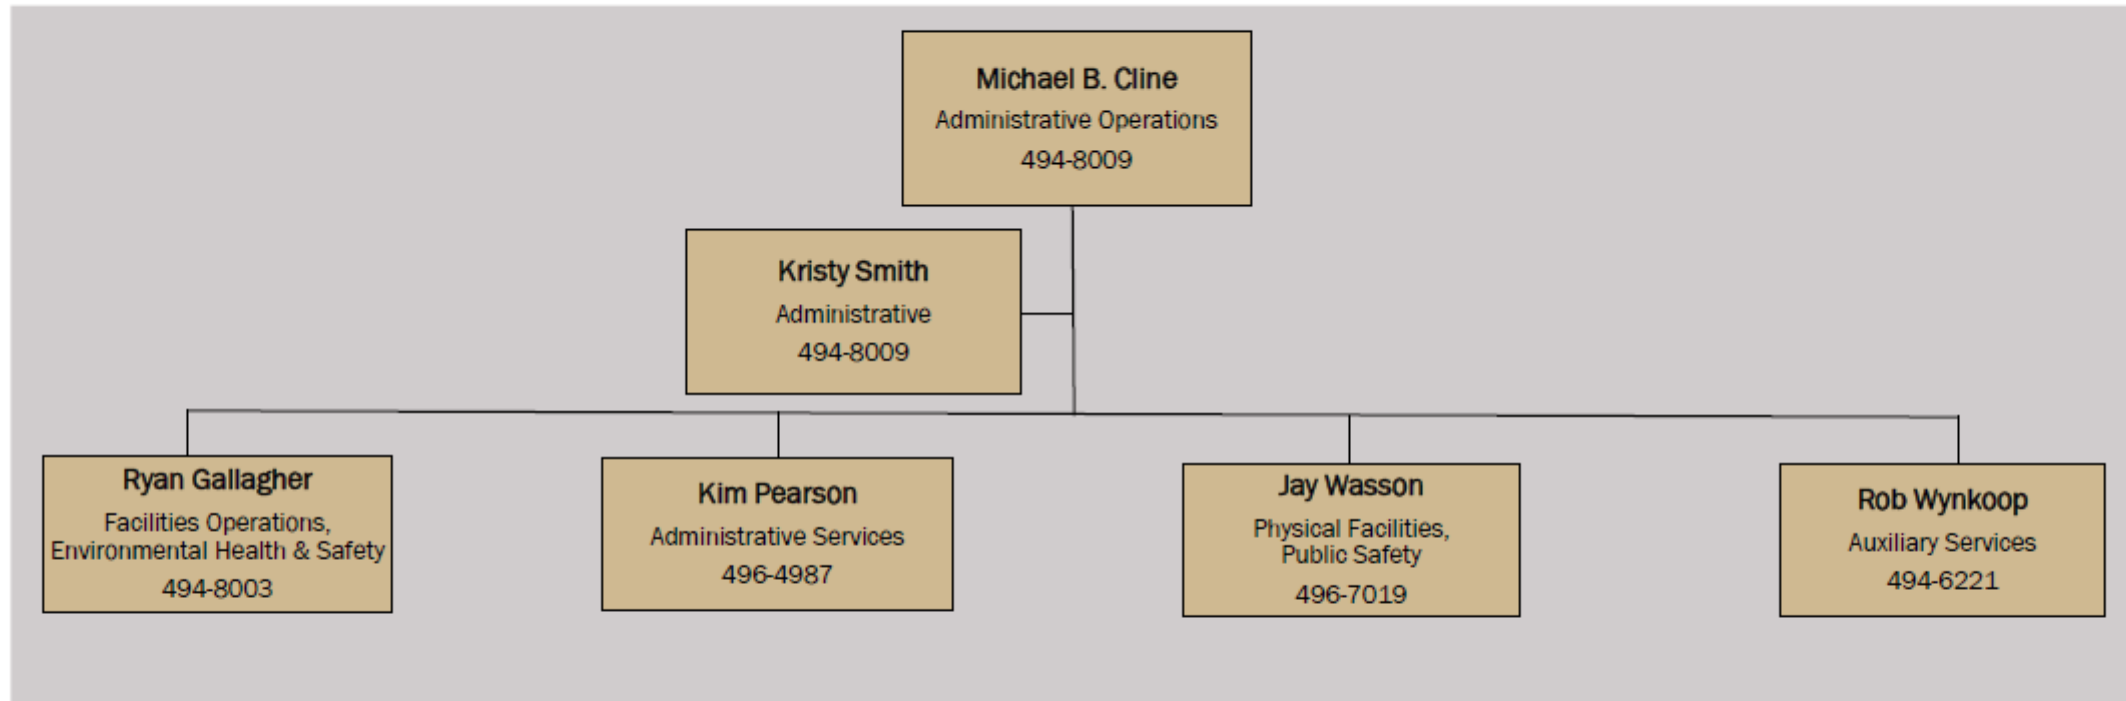 Michael B. Cline
Administrative Operations
494-8009
Kristy Smith
Administrative
494-8009
Ryan Gallagher
Facilities Operations,
Environmental Health & Safety
494-8003
Kim Pearson
Administrative Services
496-4987
Jay Wasson
Physical Facilities,
Public Safety
496-7019
Rob Wynkoop
Auxiliary Services
494-6221